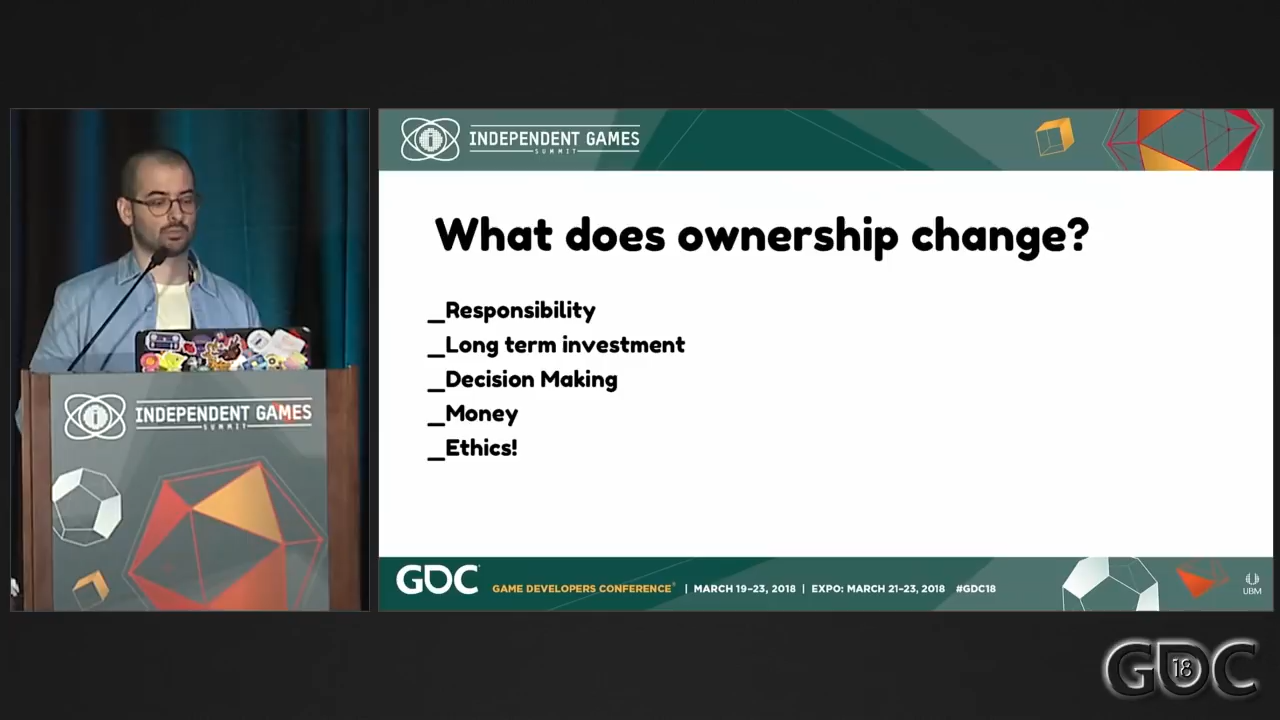 INDEPENDENT GAMES
SUMMIT
What does ownership change?
_Responsibility
_Long term investment
_Decision Making
_Money
_Ethics!
INDEPENDENT GAMES
SUMMIT
GDC GAME DEVELOPERS CONFERENCE® | MARCH 19–23, 2018 | EXPO: MARCH 21–23, 2018 #GDC18
UBM
GDC 18